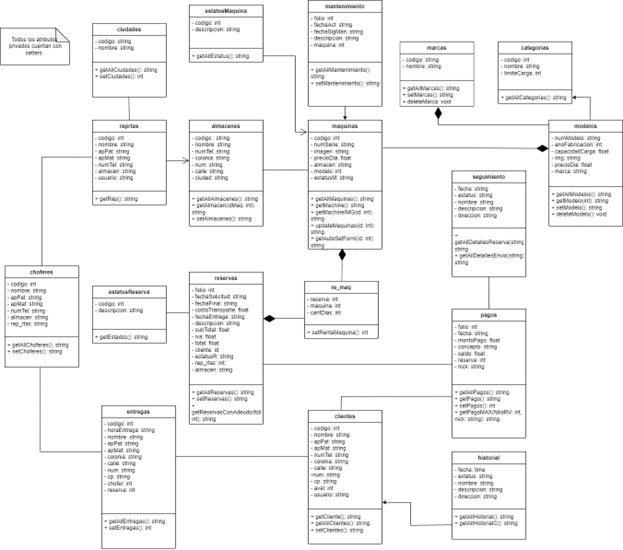 Todos los atributos
privados cuentan con
setters.
ciudades
- codigo: string
- nombre: string
+ getAllCiudades(): string
+ setCiudades(): int
estatusMaquina
- codigo: int
- descripcion: string
+ getAllEstatus(): string
mantenimiento
- folio: int
- fechaAct: string
- fechaSigMan: string
- descripcion: string
- maquina: int
+ getAllMantenimiento():
string
+ setMantenimiento():
string
marcas
- codigo: string
- nombre: string
+ getAllMarcas(): string
+ setMarcas(): string
+ deleteMarca: void
categorias
- codigo: int
- nombre: string
- limiteCarga: int
+ getAllCategorias(): string
reprtas
- codigo: int
- nombre: string
- apPat: string
- apMat: string
- numTel: string
- almacen: string
- usuario: string
+ getRep(): string
almacenes
- codigo: string
- nombre: string
- numTel: string
- colonia: string
- num: string
- calle: string
- ciudad: string
+ getAllAlmacenes(): string
+ getAlmacen(idMaq: int):
string
+ setAlmacenes(): string
maquinas
- codigo: int
- numSerie: string
- imagen: string
- precioDia: float
- almacen: string
- modelo: int
- estatusM: string
+ getAllMaquinas(): string
+ getMachine(): string
+ getMachineIMG(id: int):
string
+ updateMaquinas(id: int):
string
+ getAutoSetForm(id: int):
string
modelos
- numModelo: string
- anoFabricacion: int
- capacidadCarga: float
- img: string
- precioDia: float
- marca: string
+ getAllModelos(): string
+ getModelo(int): string
+ setModelo(): string
+ deleteModelo(): void
seguimiento
- fecha: string
- estatus: string
- nombre: string
- descripcion: string
- direccion: string
+
getAllDetallesReserva(string):
string
+ getAllDetallesEnvio(string):
string
choferes
- codigo: int
- nombre: string
- apPat: string
- apMat: string
- numTel: string
- almacen: string
- rep_rtas: string
+ getAllChoferes(): string
+ setChoferes(): string
estatusReserva
- codigo: int
- descripcion: string
+ getEstados(): string
reservas
- folio: int
- fechaSolicitud: string
- fechaFinal: string
- costoTransporte: float
- fechaEntrega: string
- descripcion: string
- subTotal: float
- iva: float
- total: float
- cliente: id
- estatusR: string
- rep_rtas: int;
- almacen: string
+ getAllReservas(): string
+ setReservas(): string
+
getReservasConAdeudo(foli
int): string
re_maq
- reserva: int
- maquina: int
- cantDias: int
+ setRentaMaquina(): int
pagos
- folio: int
- fecha: string
- montoPago: float
- concepto: string
- saldo: float
- reserva: int
- nick: string;
+ getAllPagos(): string
+ getPago(): string
+ setPagos(): int
+ getPagoMAX(folioRV: int,
nick: string): string
entregas
- codigo: int
- horaEntrega: string
- nombre: string
- apPat: string
- apMat: string
- colonia: string
- calle: string
- num: string
- cp: string
- chofer: int
- reserva: int
+ getAllEntregas(): string
+ setEntregas(): int
clientes
- codigo: int
- nombre: string
- apPat: string
- apMat: string
- numTel: string
- colonia: string
- calle: string
-num: string
- cp: string
- aval: int
- usuario: string
+ getCliente(): string
+ getAllClientes(): string
+ setClientes(): string
historial
- fecha: time
- estatus: string
- nombre: string
- descripcion: string
- direccion: string
+ getAllHistorial(): string
+ getAllHistorialC(): string